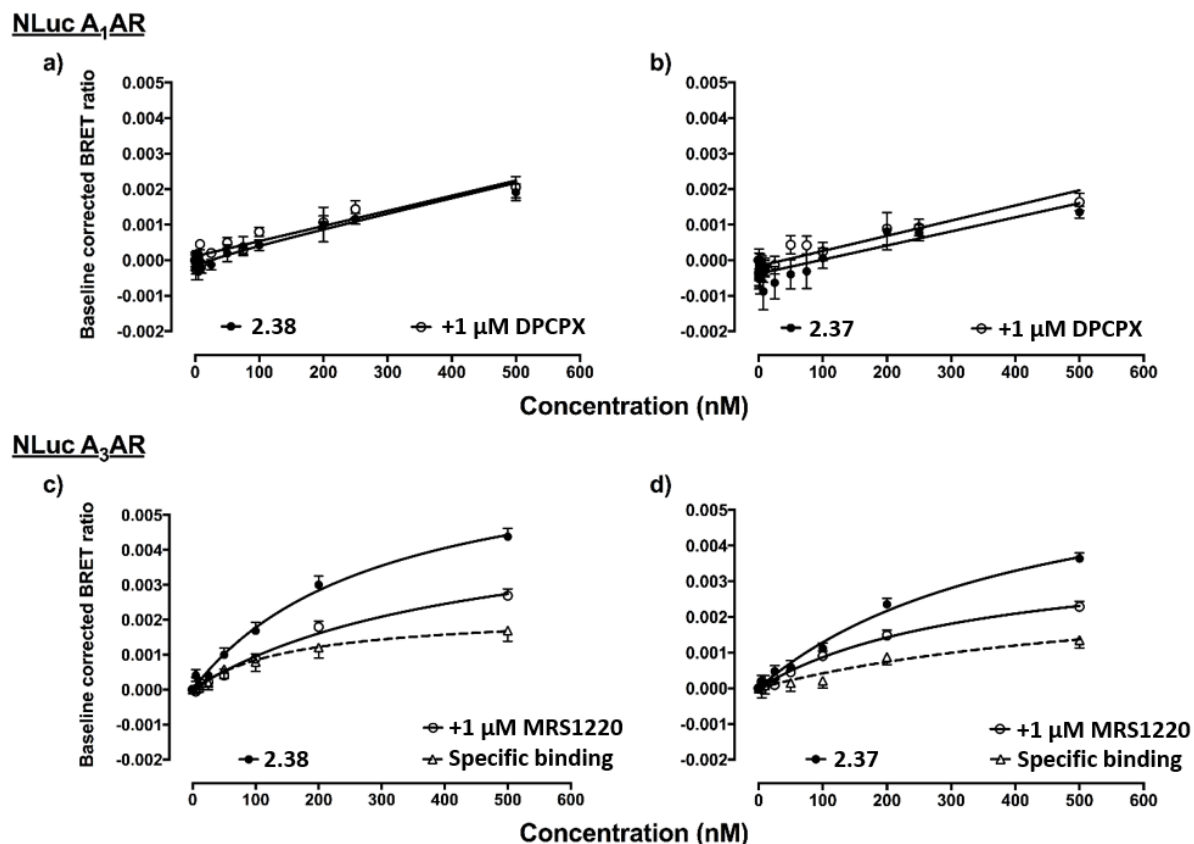 NLuc A₁AR
a)
b)
Baseline corrected BRET ratio
0.005
0.004
0.003
0.002
0.001
0.000
-0.001
-0.002
2.38
+1 μM DPCPX
0 100 200 300 400 500 600
0.005
0.004
0.003
0.002
0.001
0.000
-0.001
-0.002
2.37
+1 μM DPCPX
0 100 200 300 400 500 600
Concentration (nM)
NLuc A₃AR
c)
d)
Baseline corrected BRET ratio
0.005
0.004
0.003
0.002
0.001
0.000
-0.001
-0.002
+1 μM MRS1220
2.38
Specific binding
0 100 200 300 400 500 600
0.005
0.004
0.003
0.002
0.001
0.000
-0.001
-0.002
+1 μM MRS1220
2.37
Specific binding
0 100 200 300 400 500 600
Concentration (nM)